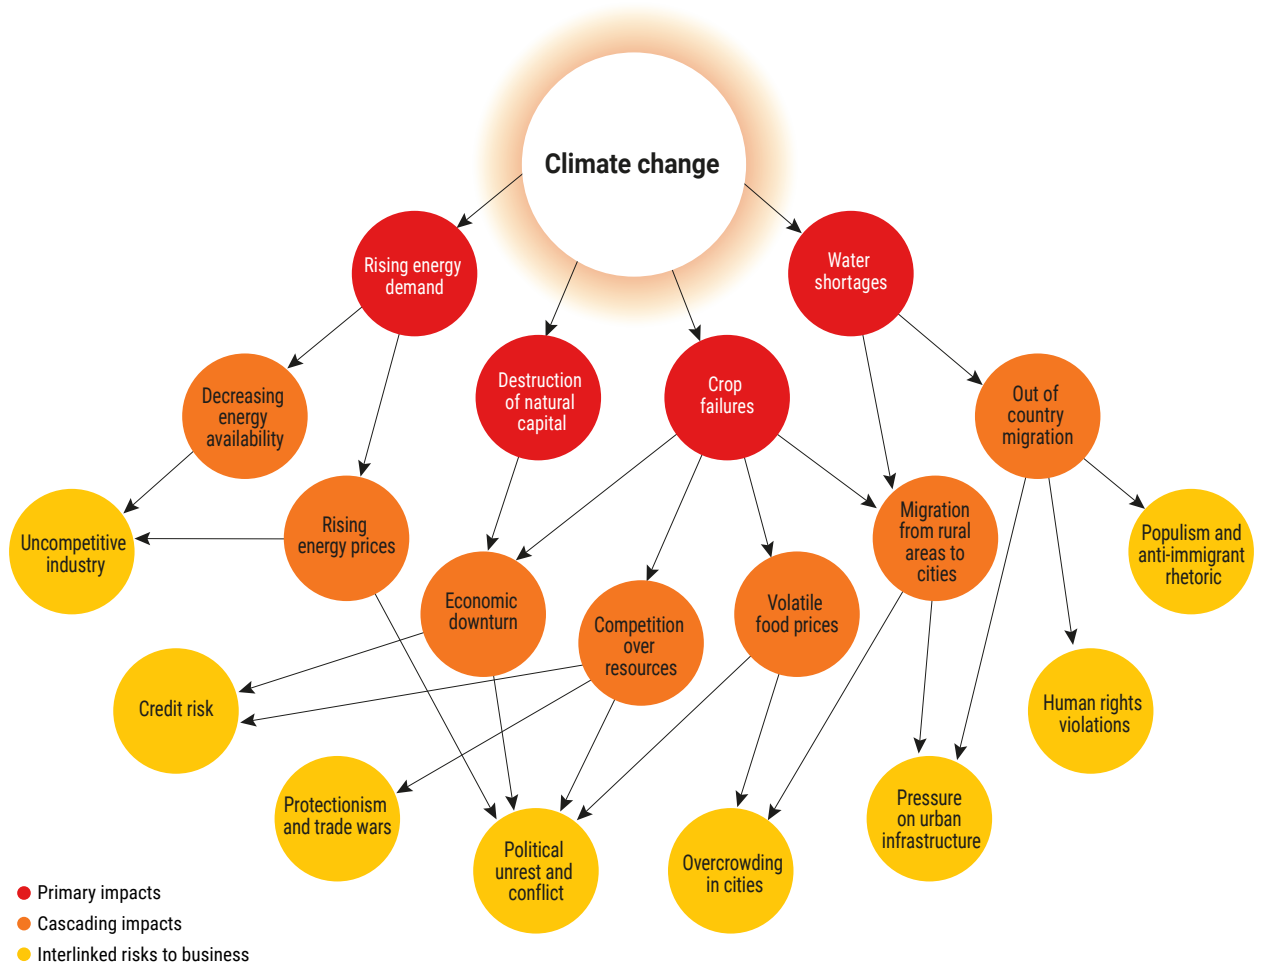 Climate change
Rising energy
demand
Water
shortages
Destruction
of natural
capital
Crop
failures
Decreasing
energy
availability
Out of
country
migration
Uncompetitive
industry
Rising
energy prices
Migration
from rural
areas to
cities
Populism and
anti-immigrant
rhetoric
Economic
downturn
Competition
over
resources
Volatile
food prices
Credit risk
Human rights
violations
Protectionism
and trade wars
Political
unrest and
conflict
Overcrowding
in cities
Pressure
on urban
infrastructure
Primary impacts
Cascading impacts
Interlinked risks to business